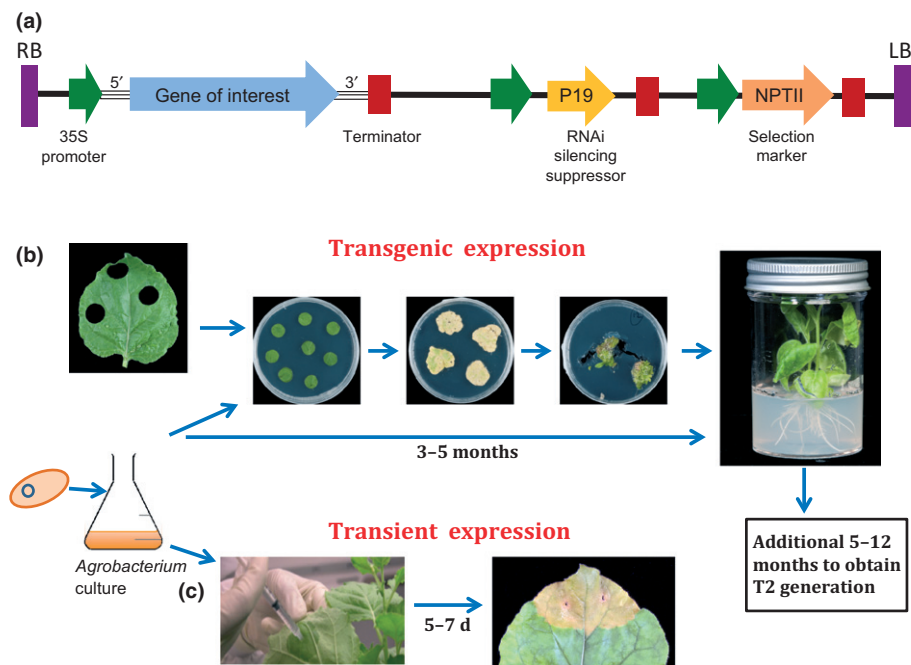 (a)
RB
LB
5′
Gene of interest
3′
P19
NPTII
35S
promoter
Terminator
RNAi
silencing
suppressor
Selection
marker
(b)
Transgenic expression
3–5 months
Agrobacterium
culture
Transient expression
(c)
5–7 d
Additional 5–12
months to obtain
T2 generation